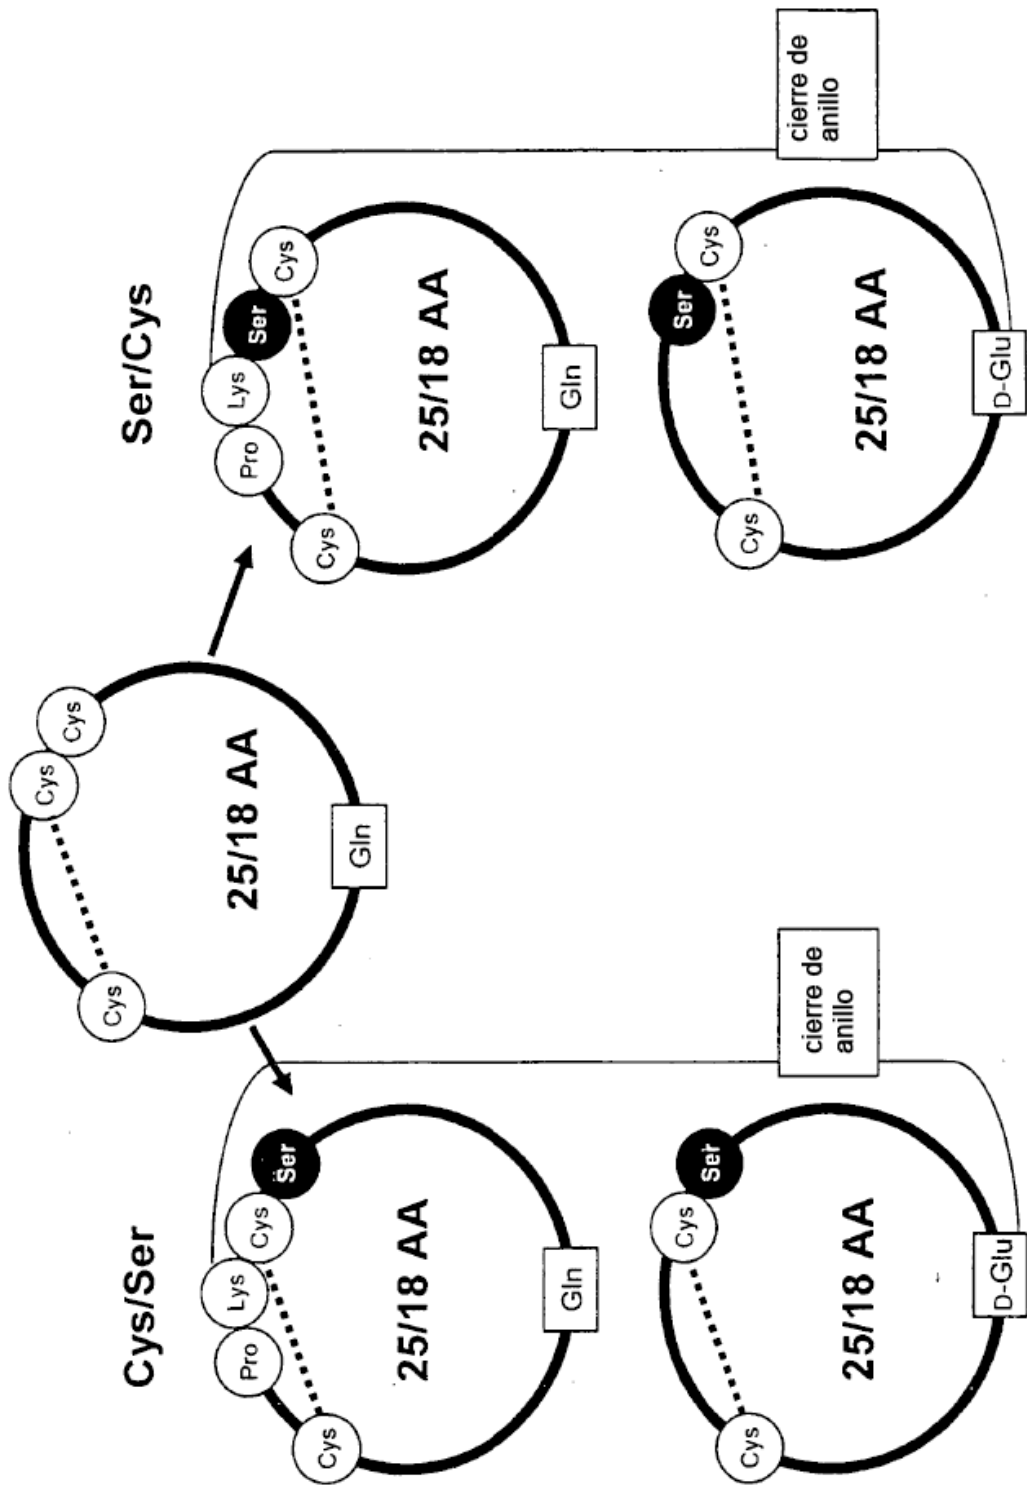 Cys
Cys
Cys
25/18 AA
Gln
Cys/Ser
Pro
Lys
Cys
Ser
Cys
25/18 AA
Gln
Cys
Ser
Cys
25/18 AA
D-Glu
cierre de
anillo
Ser/Cys
Pro
Lys
Ser
Cys
Cys
25/18 AA
Gln
Ser
Cys
Cys
25/18 AA
D-Glu
cierre de
anillo